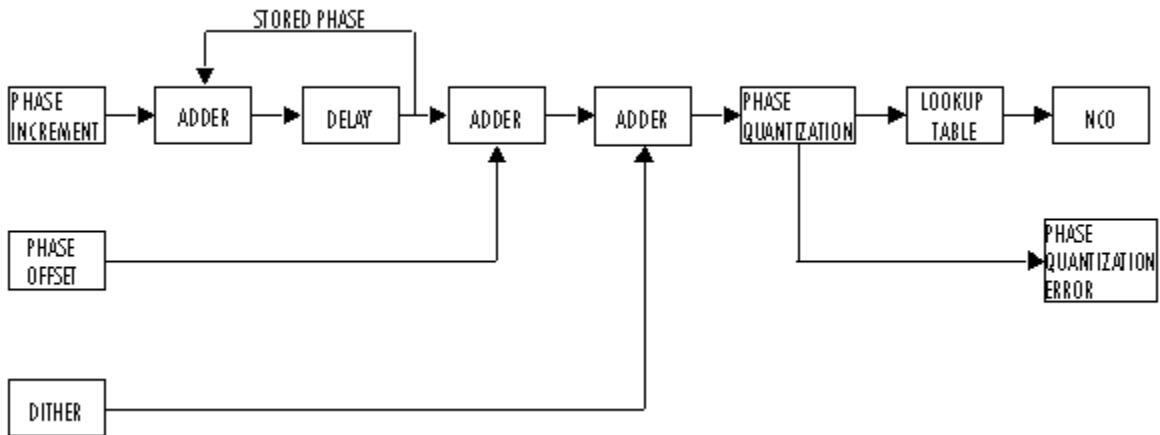 STORED PHASE
PHASE
INCREMENT
ADDER
DELAY
ADDER
ADDER
PHASE
QUANTIZATION
LOOKUP
TABLE
NCO
PHASE
OFFSET
PHASE
QUANTIZATION
ERROR
DITHER